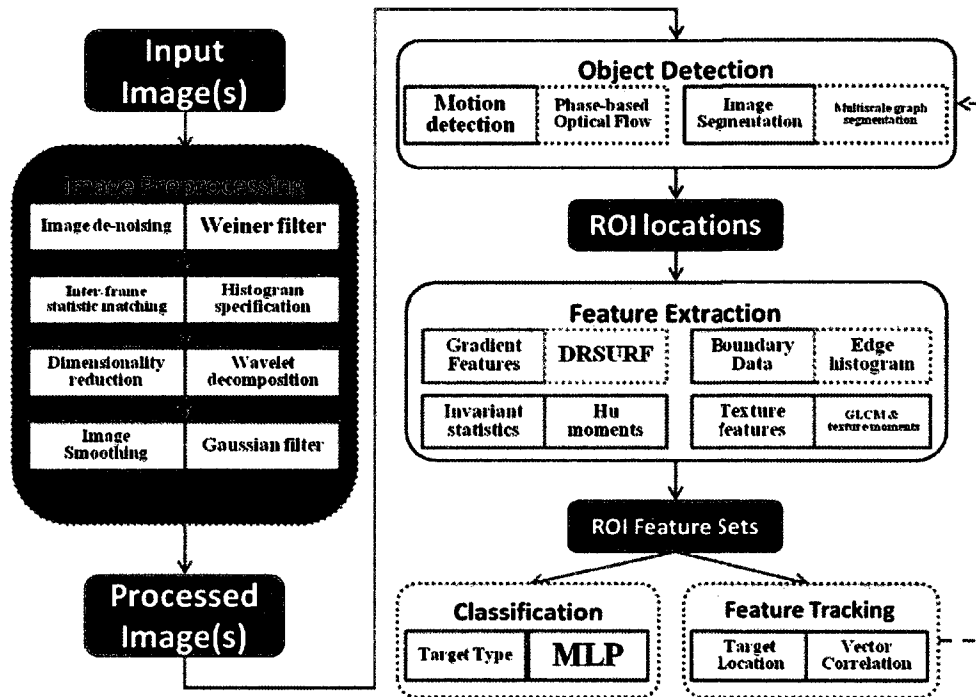 Input
Image(s)
Image Preprocessing
Image de-noising
Weiner filter
Inter-frame
statistic matching
Histogram
specification
Dimensionality
reduction
Wavelet
decomposition
Image
Smoothing
Gaussian filter
Processed
Image(s)
Object Detection
Motion
detection
Phase-based
Optical Flow
Image
Segmentation
Multiscale graph
segmentation
ROI locations
Feature Extraction
Gradient
Features
DRSURF
Boundary
Data
Edge
histogram
Invariant
statistics
Hu
moments
Texture
features
GLCM &
texture moments
ROI Feature Sets
Classification
Target Type
MLP
Feature Tracking
Target
Location
Vector
Correlation